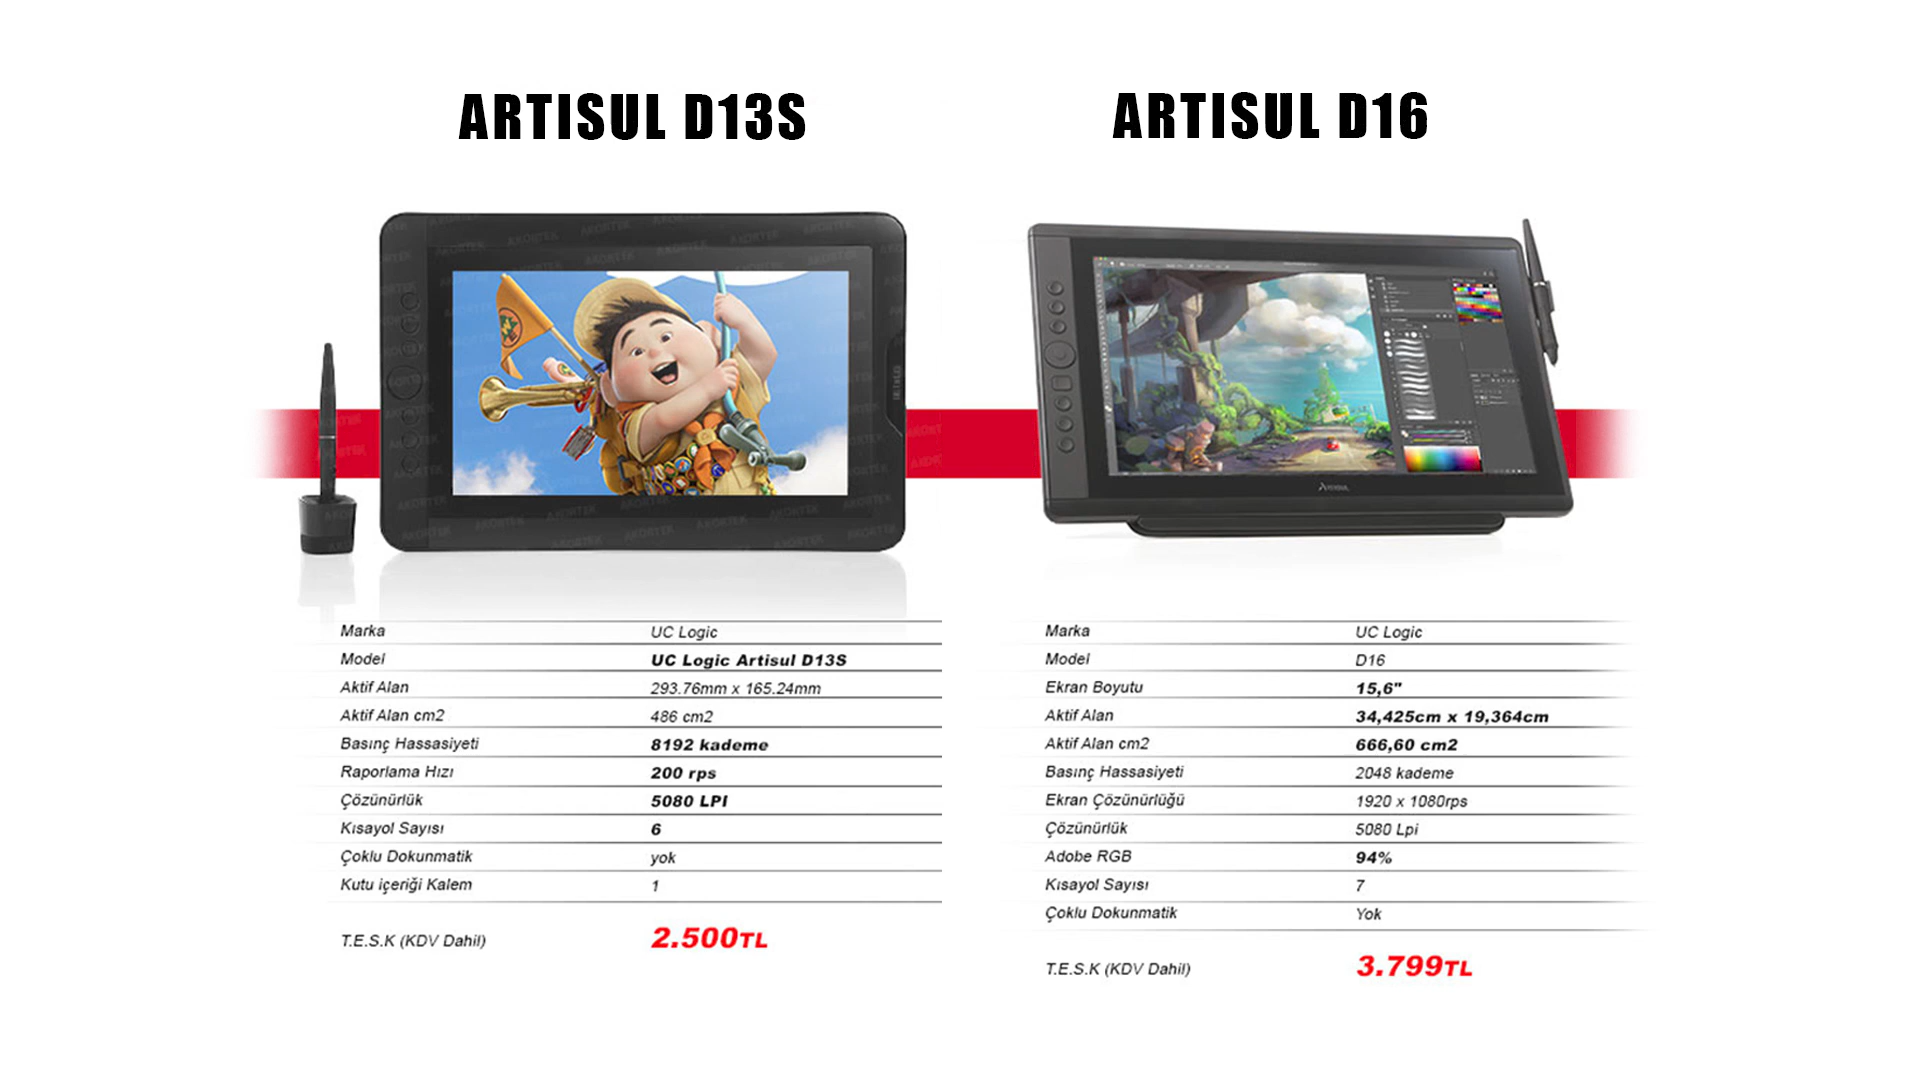 ARTISUL D13S
ARTISUL D16
AKORTEK
ARTISUL
Marka UC Logic
Model UC Logic Artisul D13S
Aktif Alan 293.76mm x 165.24mm
Aktif Alan cm2 486 cm2
Basınç Hassasiyeti 8192 kademe
Raporlama Hızı 200 rps
Çözünürlük 5080 LPI
Kısayol Sayısı 6
Çoklu Dokunmatik yok
Kutu içeriği Kalem 1
T.E.S.K (KDV Dahil) 2.500TL
Marka UC Logic
Model D16
Ekran Boyutu 15,6"
Aktif Alan 34,425cm x 19,364cm
Aktif Alan cm2 666,60 cm2
Basınç Hassasiyeti 2048 kademe
Ekran Çözünürlüğü 1920 x 1080rps
Çözünürlük 5080 Lpi
Adobe RGB 94%
Kısayol Sayısı 7
Çoklu Dokunmatik Yok
T.E.S.K (KDV Dahil) 3.799TL